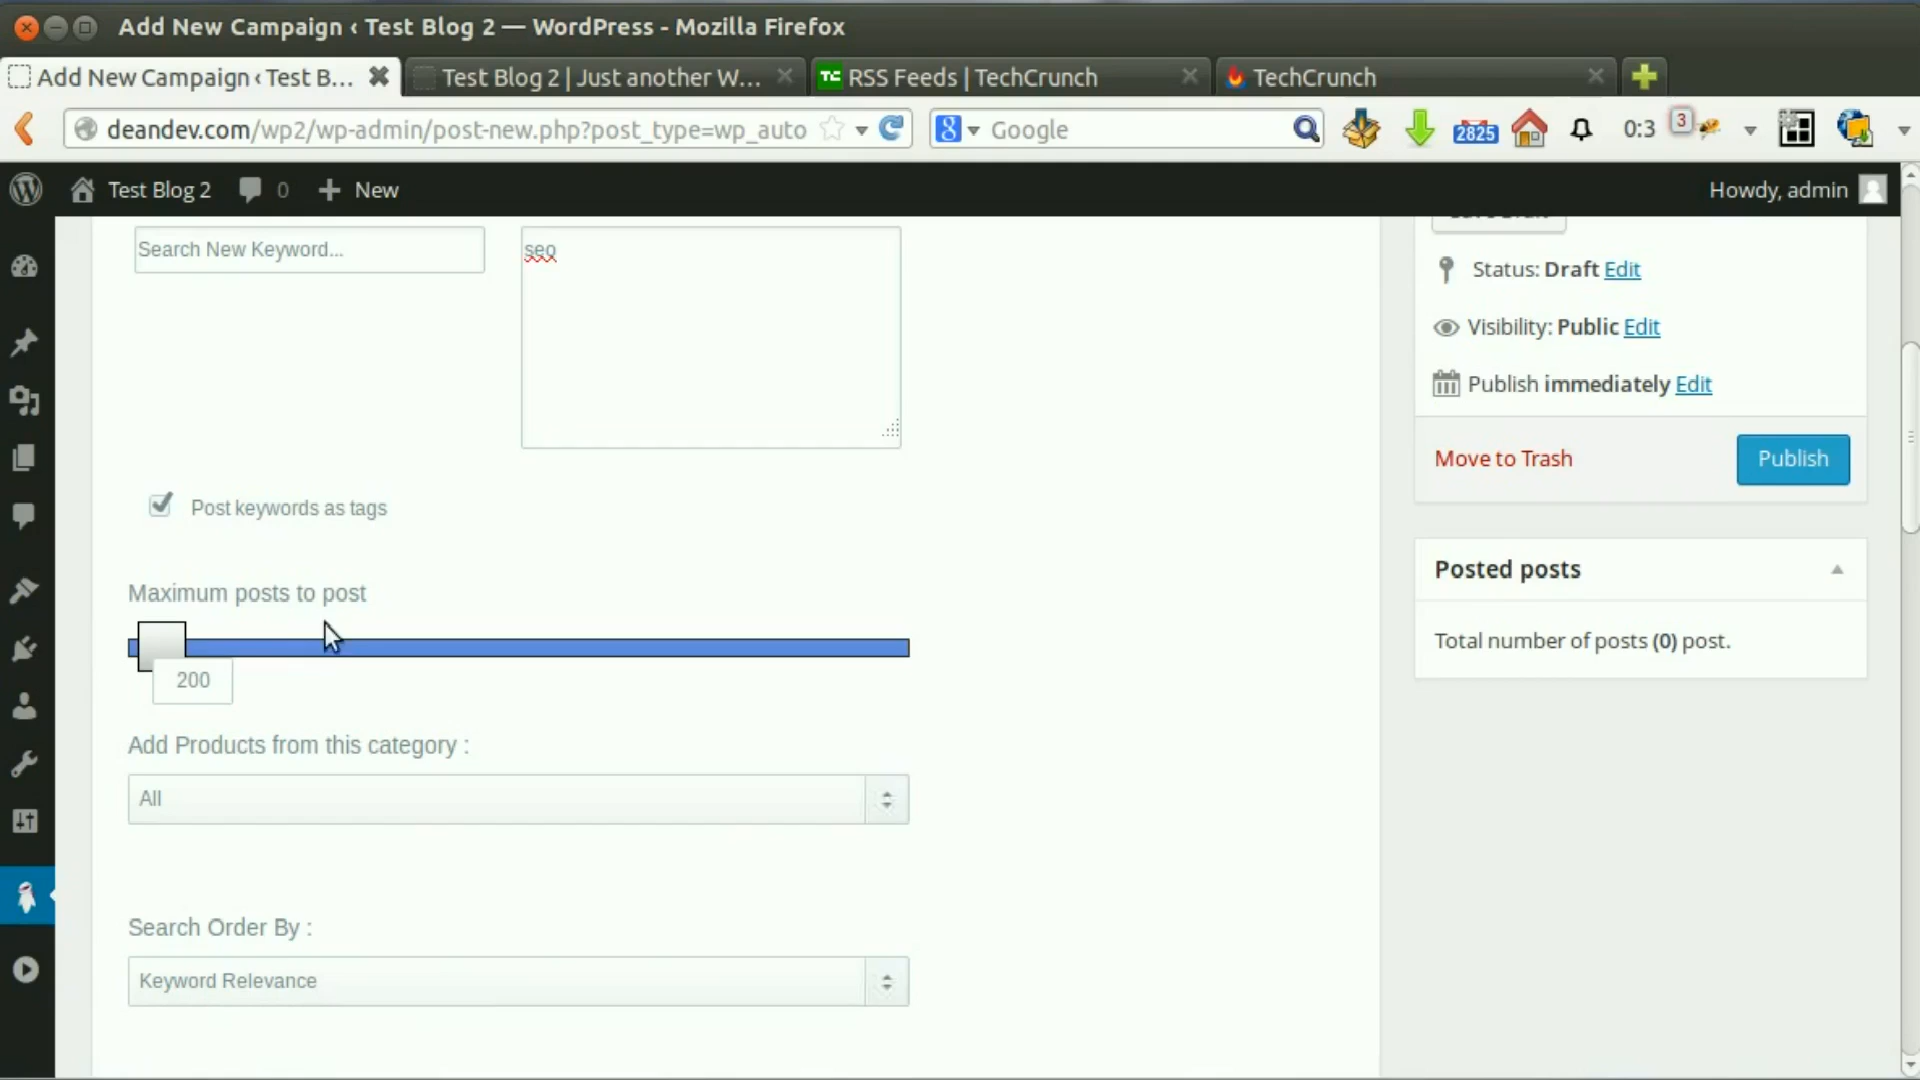 Add New Campaign ‹ Test Blog 2 — WordPress - Mozilla Firefox
Add New Campaign ‹ Test B...
Test Blog 2 | Just another W...
TC RSS Feeds | TechCrunch
TechCrunch
deandev.com/wp2/wp-admin/post-new.php?post_type=wp_auto
8 Google
2825
0:3
3
Test Blog 2
0
New
Howdy, admin
Search New Keyword...
seo
Status: Draft Edit
Visibility: Public Edit
Publish immediately Edit
Move to Trash
Publish
Post keywords as tags
Posted posts
Maximum posts to post
Total number of posts (0) post.
200
Add Products from this category :
All
Search Order By :
Keyword Relevance